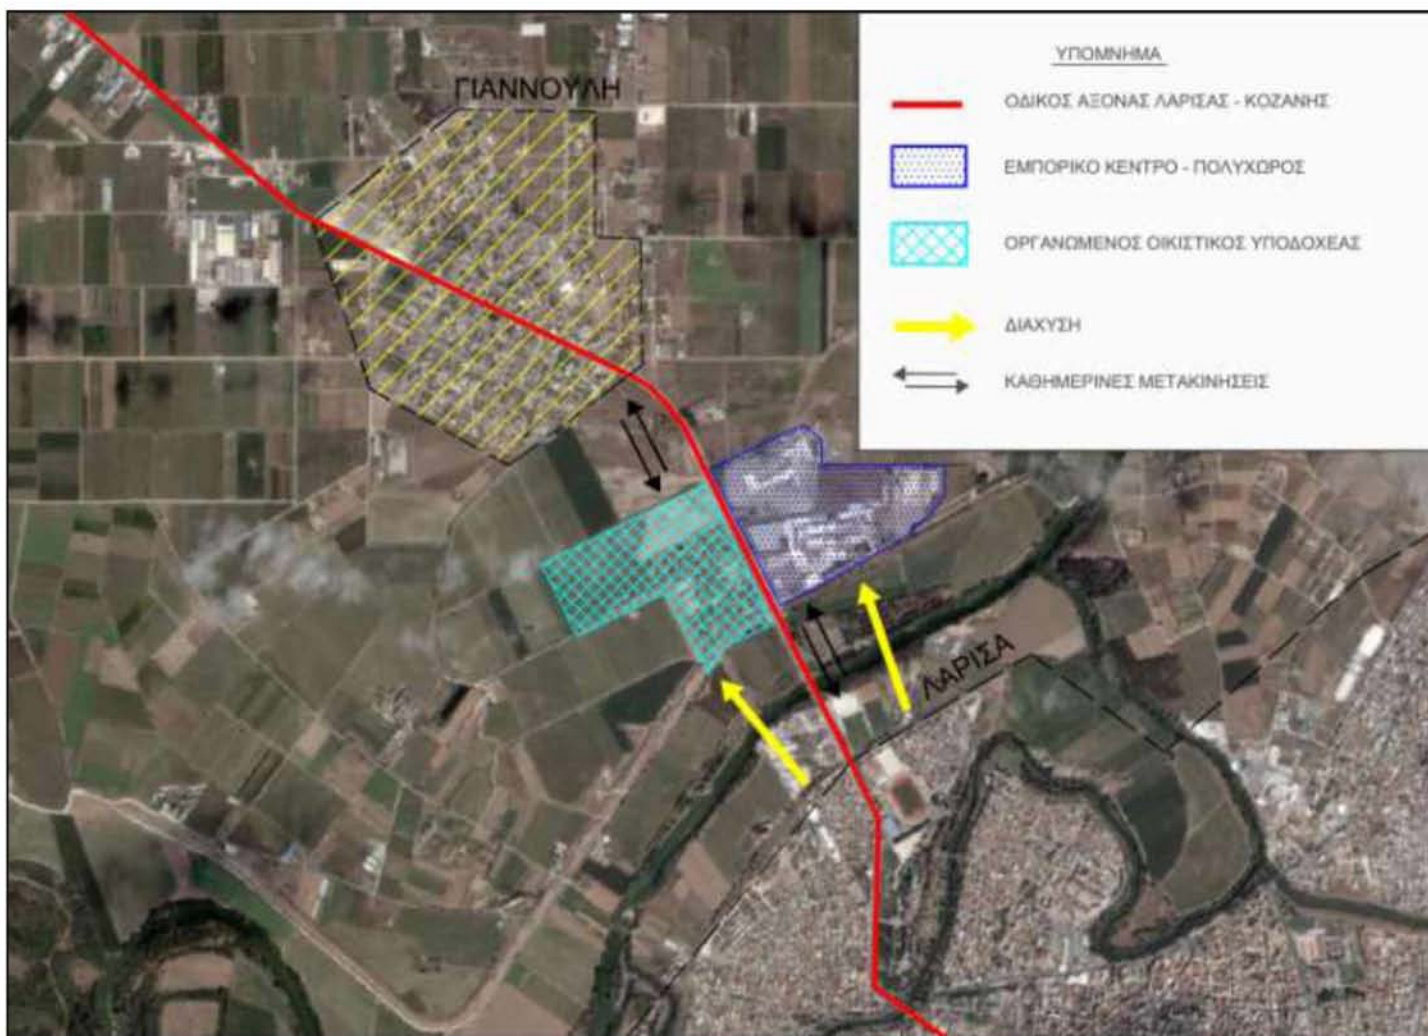 ΓΙΑΝΝΟΥΛΗ
ΥΠΟΜΝΗΜΑ
ΟΔΙΚΟΣ ΑΞΟΝΑΣ ΛΑΡΙΣΑΣ - ΚΟΖΑΝΗΣ
ΕΜΠΟΡΙΚΟ ΚΕΝΤΡΟ - ΠΟΛΥΧΩΡΟΣ
ΟΡΓΑΝΩΜΕΝΟΣ ΟΙΚΙΣΤΙΚΟΣ ΥΠΟΔΟΧΕΑΣ
ΔΙΑΧΥΣΗ
ΚΑΘΗΜΕΡΙΝΕΣ ΜΕΤΑΚΙΝΗΣΕΙΣ
ΛΑΡΙΣΑ